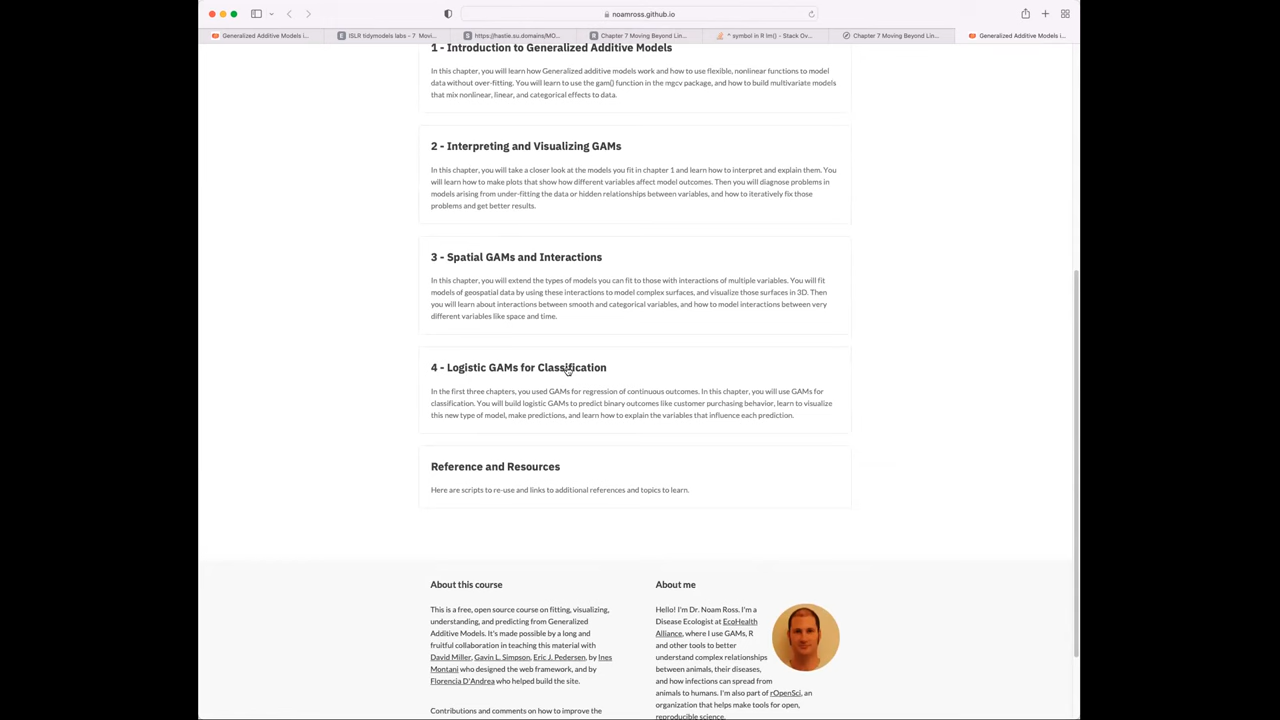 noamross.github.io
Generalized Additive Models i...
ISLR tidymodels labs - 7 Movi...
https://hastie.su.domains/MO...
Chapter 7 Moving Beyond Lin...
^ symbol in R lm() - Stack Ov...
Chapter 7 Moving Beyond Lin...
Generalized Additive Models i...
1 - Introduction to Generalized Additive Models
In this chapter, you will learn how Generalized additive models work and how to use flexible, nonlinear functions to model
data without over-fitting. You will learn to use the gam() function in the mgcv package, and how to build multivariate models
that mix nonlinear, linear, and categorical effects to data.
2 - Interpreting and Visualizing GAMs
In this chapter, you will take a closer look at the models you fit in chapter 1 and learn how to interpret and explain them. You
will learn how to make plots that show how different variables affect model outcomes. Then you will diagnose problems in
models arising from under-fitting the data or hidden relationships between variables, and how to iteratively fix those
problems and get better results.
3 - Spatial GAMs and Interactions
In this chapter, you will extend the types of models you can fit to those with interactions of multiple variables. You will fit
models of geospatial data by using these interactions to model complex surfaces, and visualize those surfaces in 3D. Then
you will learn about interactions between smooth and categorical variables, and how to model interactions between very
different variables like space and time.
4 - Logistic GAMs for Classification
In the first three chapters, you used GAMs for regression of continuous outcomes. In this chapter, you will use GAMs for
classification. You will build logistic GAMs to predict binary outcomes like customer purchasing behavior, learn to visualize
this new type of model, make predictions, and learn how to explain the variables that influence each prediction.
Reference and Resources
Here are scripts to re-use and links to additional references and topics to learn.
About this course
This is a free, open source course on fitting, visualizing,
understanding, and predicting from Generalized
Additive Models. It's made possible by a long and
fruitful collaboration in teaching this material with
David Miller, Gavin L. Simpson, Eric J. Pedersen, by Ines
Montani who designed the web framework, and by
Florencia D'Andrea who helped build the site.
Contributions and comments on how to improve the
About me
Hello! I'm Dr. Noam Ross. I'm a
Disease Ecologist at EcoHealth
Alliance, where I use GAMs, R
and other tools to better
understand complex relationships
between animals, their diseases,
and how infections can spread from
animals to humans. I'm also part of rOpenSci, an
organization that helps make tools for open,
reproducible science.